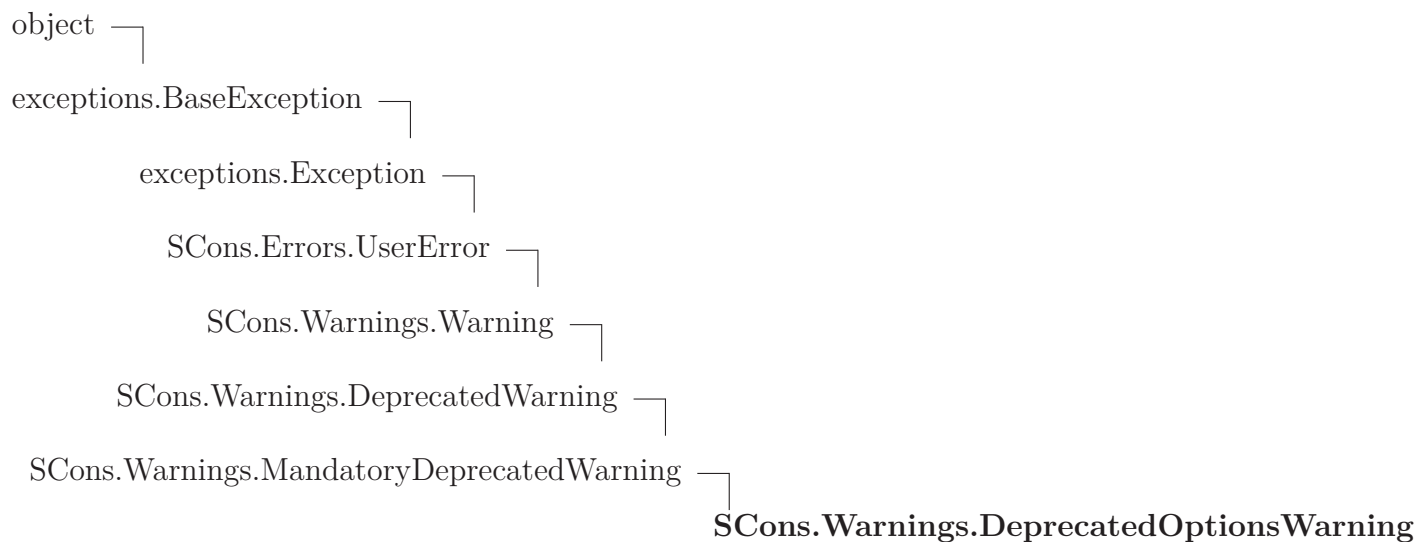 object
exceptions.BaseException
exceptions.Exception
SCons.Errors.UserError
SCons.Warnings.Warning
SCons.Warnings.DeprecatedWarning
SCons.Warnings.MandatoryDeprecatedWarning
SCons.Warnings.DeprecatedOptionsWarning